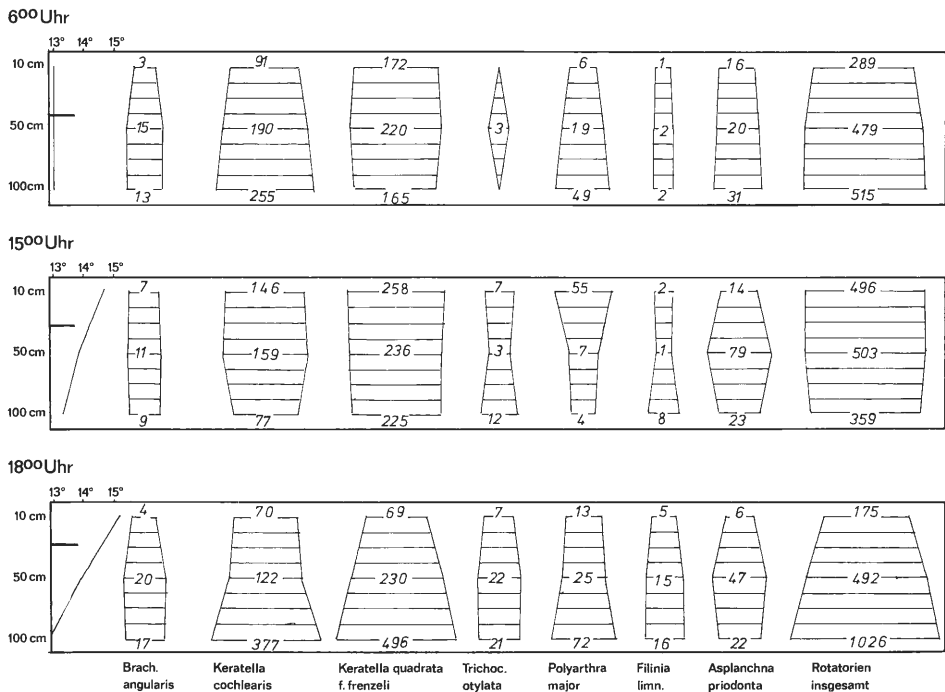 6⁰⁰ Uhr
13° 14° 15°
10 cm 3 91 172 6 1 16 289
50 cm 15 190 220 3 19 2 20 479
100 cm 13 255 165 49 2 31 515
15⁰⁰ Uhr
13° 14° 15°
10 cm 7 146 258 7 55 2 14 496
50 cm 11 159 236 3 7 1 79 503
100 cm 9 77 225 12 4 8 23 359
18⁰⁰ Uhr
13° 14° 15°
10 cm 4 70 69 7 13 5 6 175
50 cm 20 122 230 22 25 15 47 492
100 cm 17 377 496 21 72 16 22 1026
Brach. Keratella Keratella quadrata Trichoc. Polyarthra Filinia Asplanchna Rotatorien
angularis cochlearis f. frenzeli otylata major limn. priodonta insgesamt